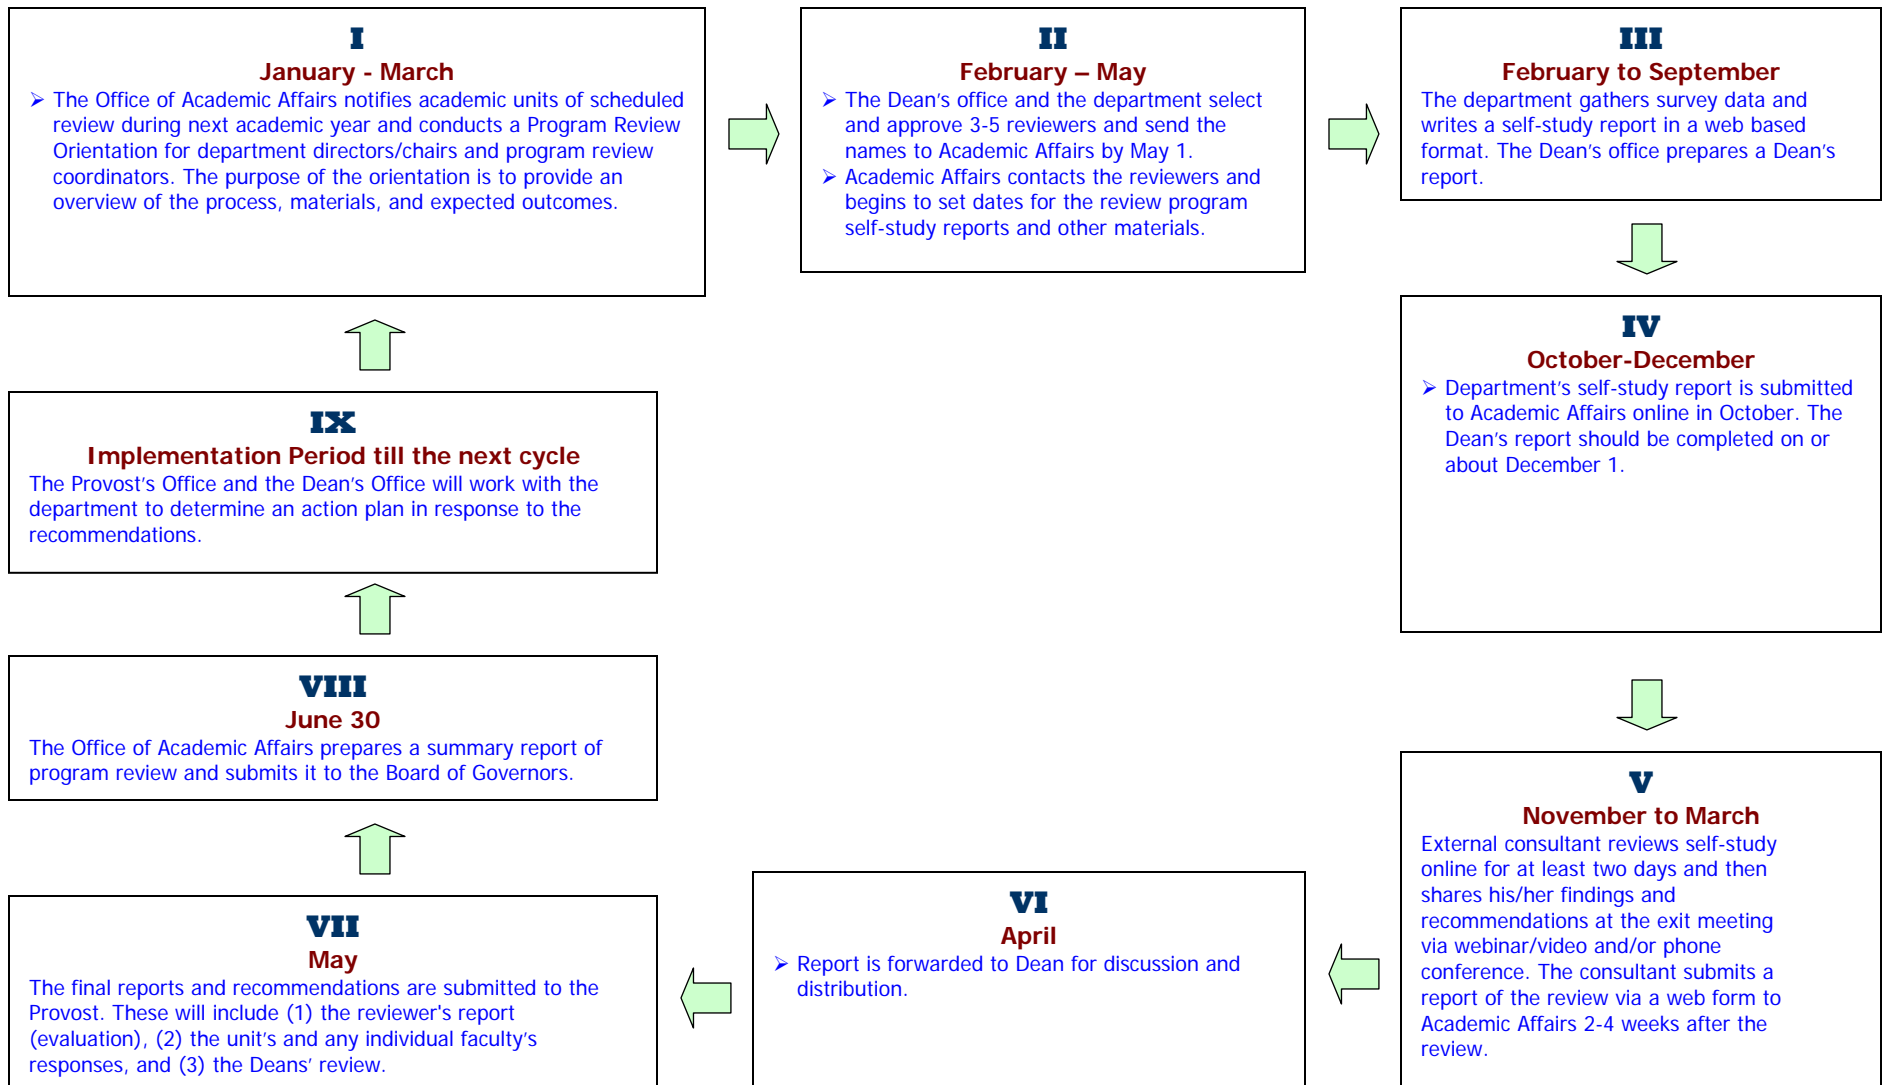 I
January - March
➢ The Office of Academic Affairs notifies academic units of scheduled
review during next academic year and conducts a Program Review
Orientation for department directors/chairs and program review
coordinators. The purpose of the orientation is to provide an
overview of the process, materials, and expected outcomes.
II
February – May
➢ The Dean’s office and the department select
and approve 3-5 reviewers and send the
names to Academic Affairs by May 1.
➢ Academic Affairs contacts the reviewers and
begins to set dates for the review program
self-study reports and other materials.
III
February to September
The department gathers survey data and
writes a self-study report in a web based
format. The Dean’s office prepares a Dean’s
report.
IV
October-December
➢ Department’s self-study report is submitted
to Academic Affairs online in October. The
Dean’s report should be completed on or
about December 1.
V
November to March
External consultant reviews self-study
online for at least two days and then
shares his/her findings and
recommendations at the exit meeting
via webinar/video and/or phone
conference. The consultant submits a
report of the review via a web form to
Academic Affairs 2-4 weeks after the
review.
VI
April
➢ Report is forwarded to Dean for discussion and
distribution.
VII
May
The final reports and recommendations are submitted to the
Provost. These will include (1) the reviewer's report
(evaluation), (2) the unit’s and any individual faculty’s
responses, and (3) the Deans’ review.
VIII
June 30
The Office of Academic Affairs prepares a summary report of
program review and submits it to the Board of Governors.
IX
Implementation Period till the next cycle
The Provost’s Office and the Dean’s Office will work with the
department to determine an action plan in response to the
recommendations.